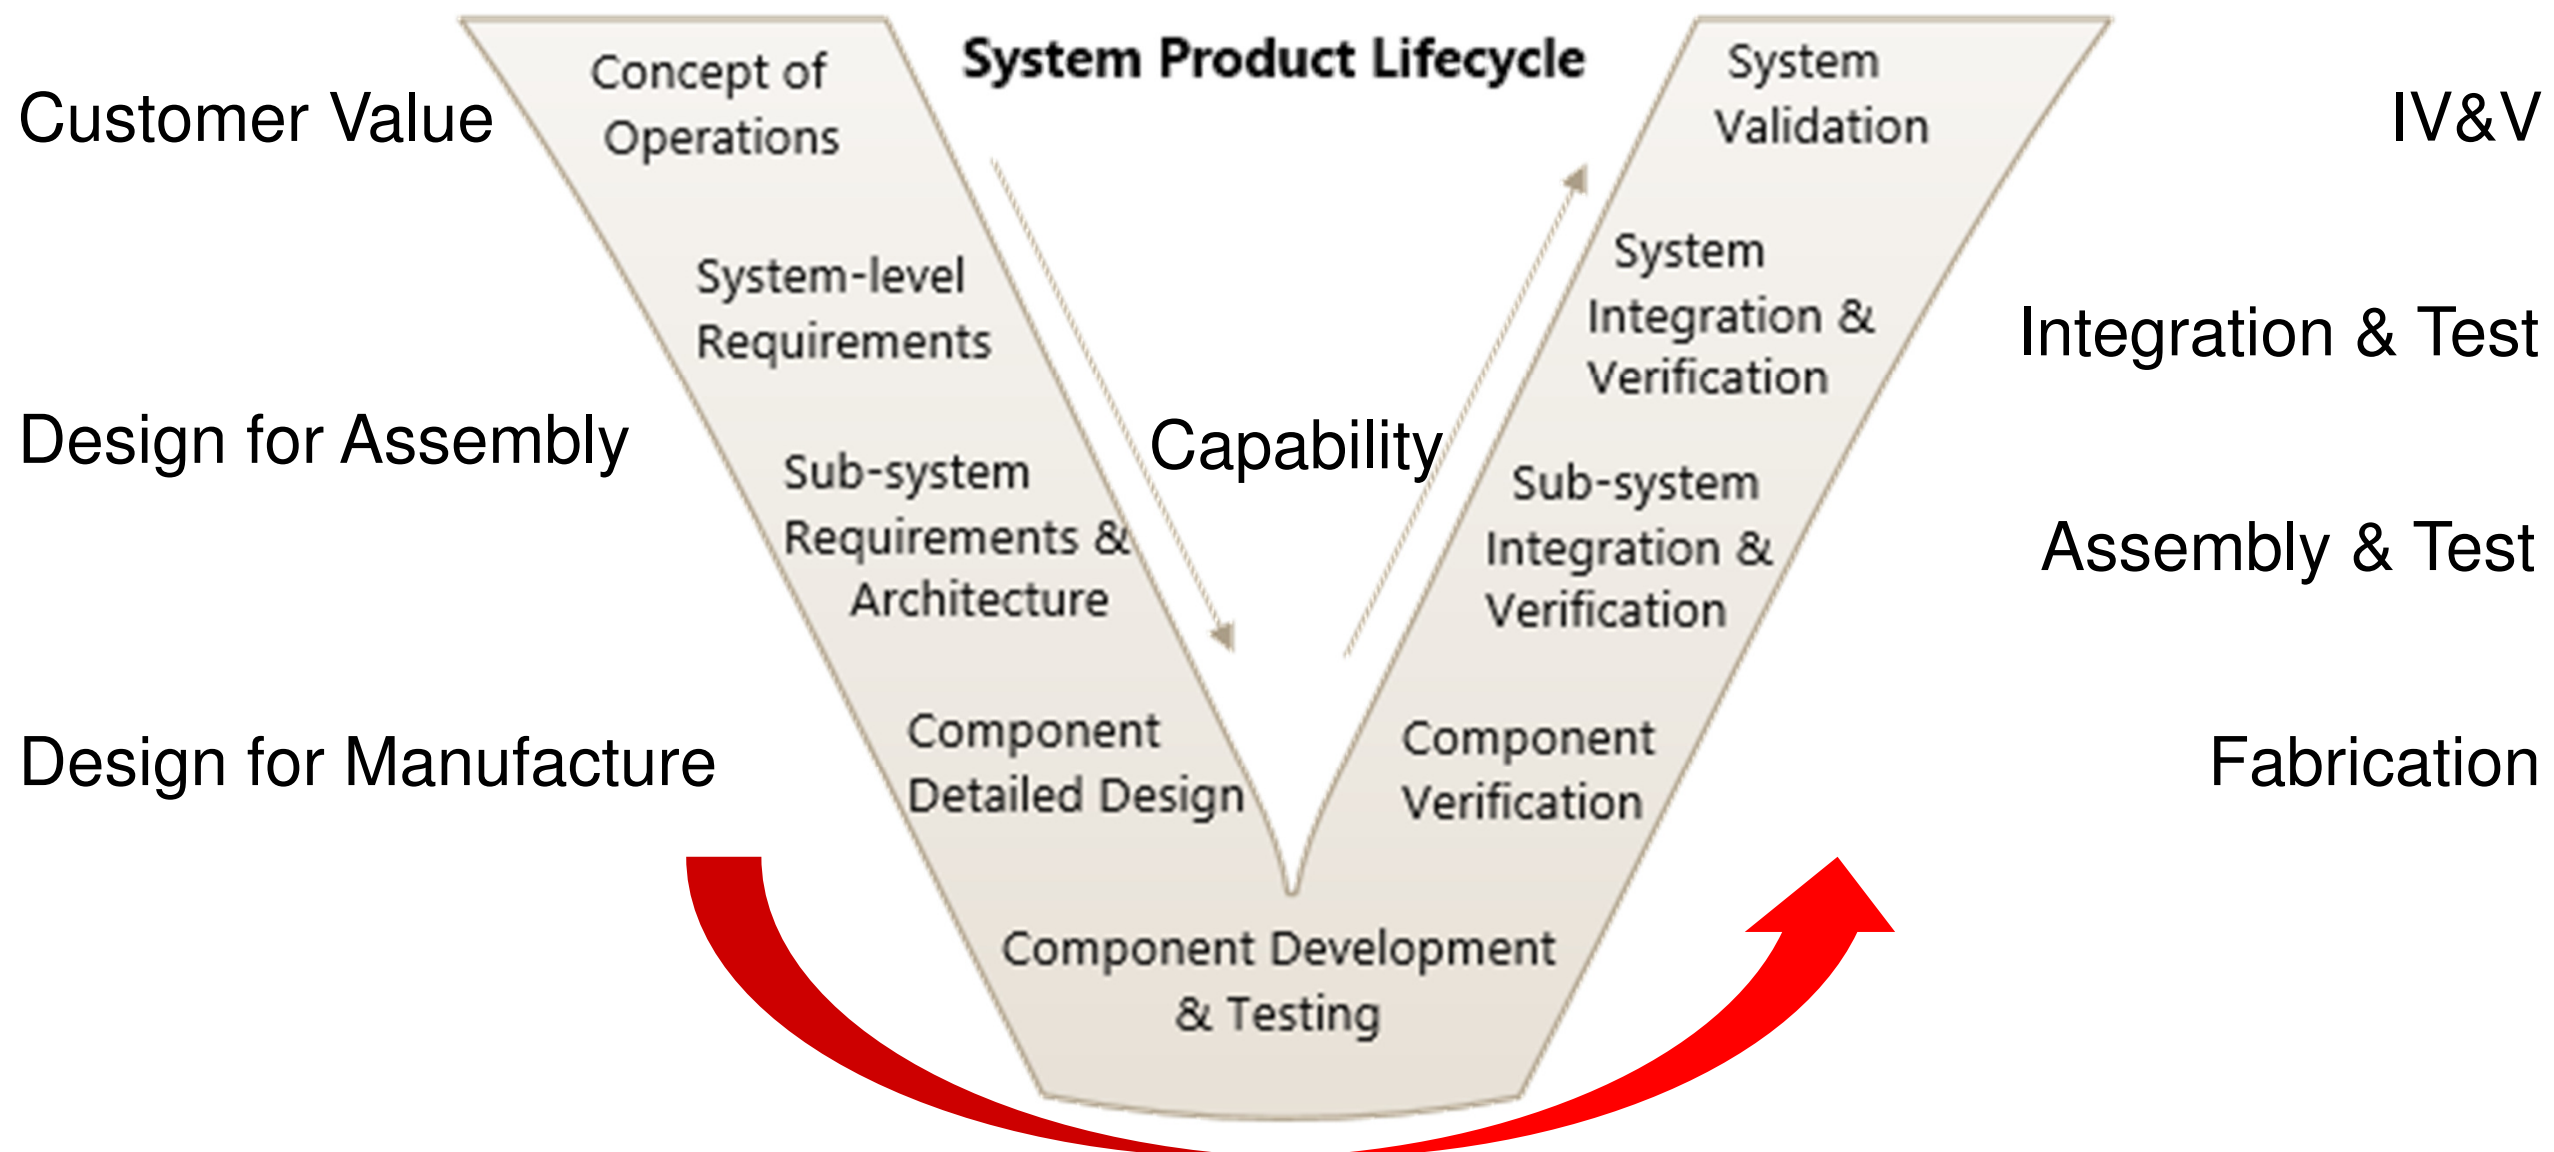 System Product Lifecycle
Customer Value
Design for Assembly
Design for Manufacture
Concept of
Operations
System-level
Requirements
Sub-system
Requirements &
Architecture
Component
Detailed Design
Component Development
& Testing
Capability
System
Validation
System
Integration &
Verification
Sub-system
Integration &
Verification
Component
Verification
IV&V
Integration & Test
Assembly & Test
Fabrication